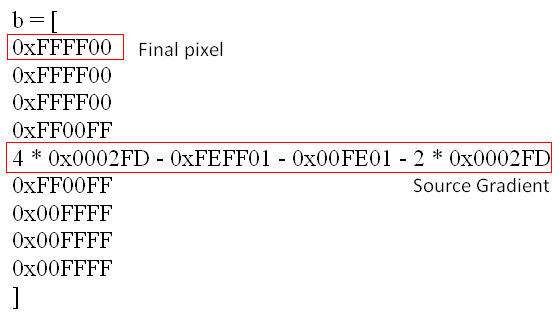 b = [
0xFFFF00 Final pixel
0xFFFF00
0xFFFF00
0xFF00FF
4 * 0x0002FD - 0xFEFF01 - 0x00FE01 - 2 * 0x0002FD
0xFF00FF
Source Gradient
0x00FFFF
0x00FFFF
0x00FFFF
]